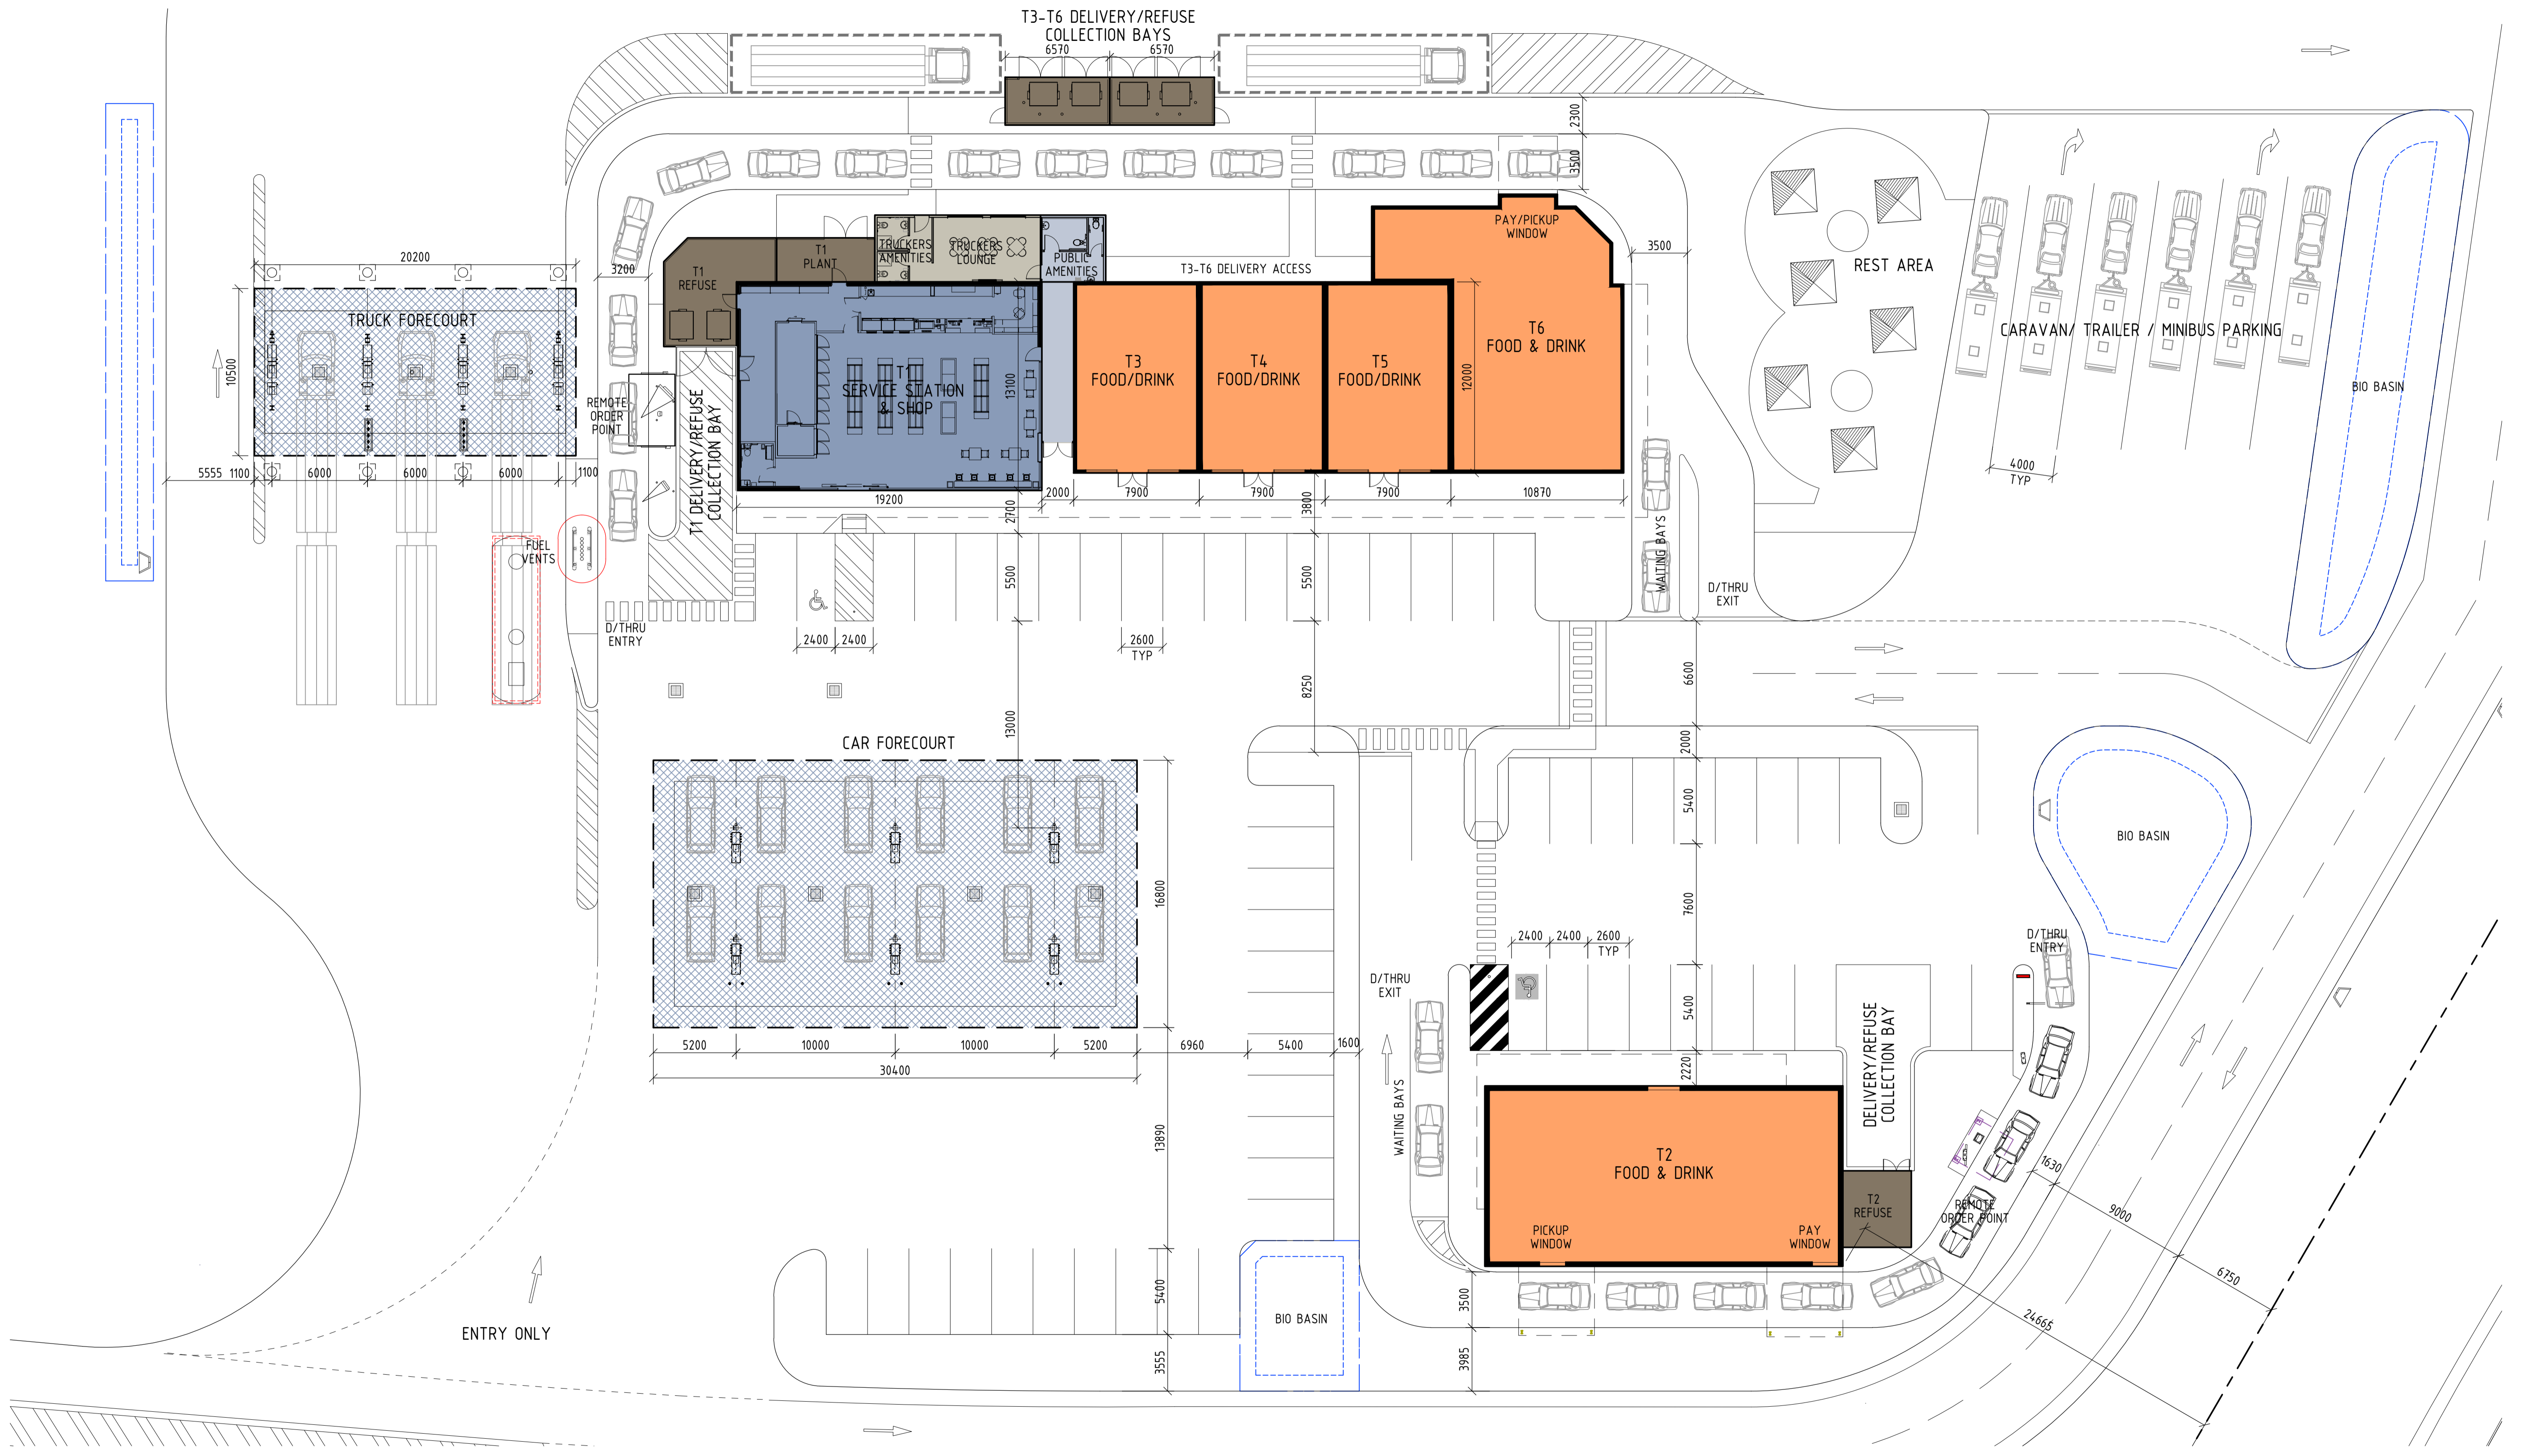 T3-T6 DELIVERY/REFUSE
COLLECTION BAYS
6570
6570
2300
3500
PAY/PICKUP
WINDOW
3500
REST AREA
TRUCKERS
AMENITIES
TRUCKERS
LOUNGE
PUBLIC
AMENITIES
T1
PLANT
T1
REFUSE
T3-T6 DELIVERY ACCESS
20200
3200
TRUCK FORECOURT
10500
CARAVAN/ TRAILER / MINIBUS PARKING
BIO BASIN
T6
FOOD & DRINK
T1
SERVICE STATION
& SHOP
13100
T3
FOOD/DRINK
T4
FOOD/DRINK
T5
FOOD/DRINK
12000
REMOTE
ORDER
POINT
T1 DELIVERY/REFUSE
COLLECTION BAY
5555
1100
6000
6000
6000
1100
4000
TYP
19200
2000
7900
7900
7900
10870
2700
3800
FUEL
VENTS
WAITING BAYS
5500
5500
D/THRU
EXIT
D/THRU
ENTRY
2400
2400
2600
TYP
8250
6600
13000
CAR FORECOURT
2000
5400
BIO BASIN
16800
7600
2400
2400
2600
TYP
D/THRU
ENTRY
D/THRU
EXIT
5400
DELIVERY/REFUSE
COLLECTION BAY
5200
10000
10000
5200
6960
5400
1600
30400
2220
WAITING BAYS
13890
T2
FOOD & DRINK
1630
T2
REFUSE
REMOTE
ORDER POINT
9000
PICKUP
WINDOW
PAY
WINDOW
6750
5400
3500
BIO BASIN
24665
ENTRY ONLY
3555
3985